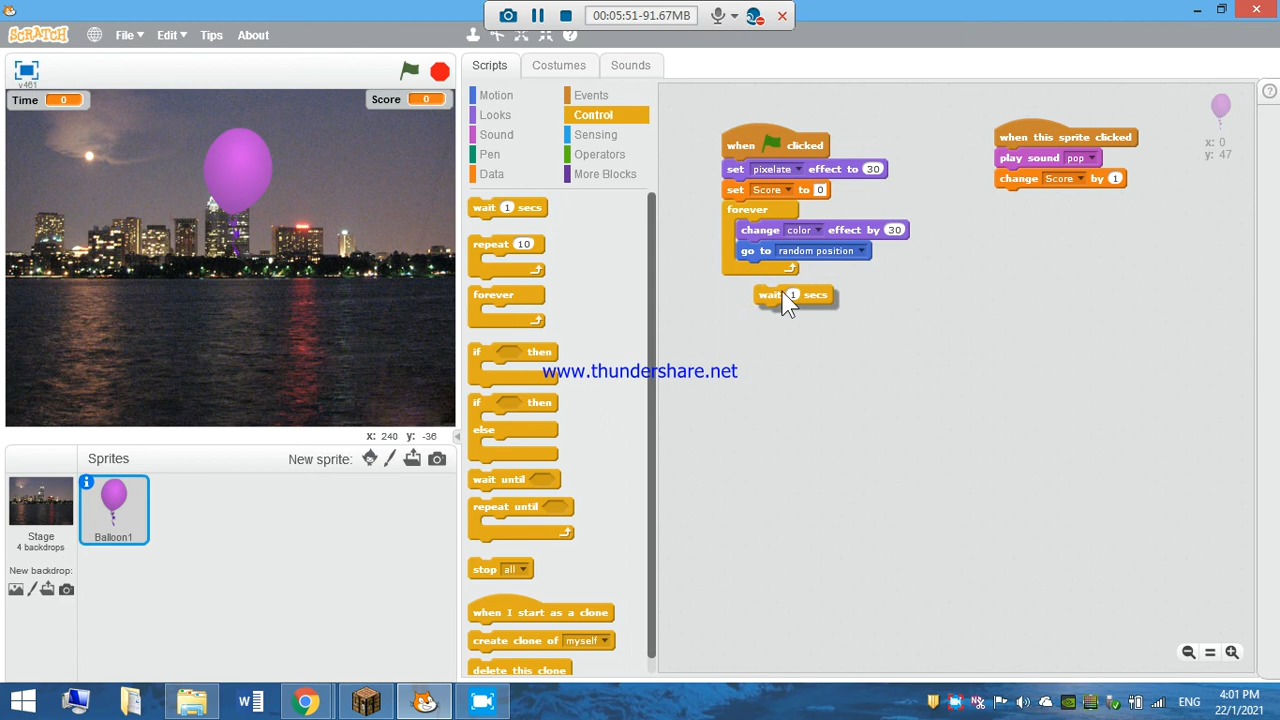 00:05:51-91.67MB
SCRATCH File Edit Tips About
v461
Scripts Costumes Sounds
Time 0
Score 0
Motion
Looks
Sound
Pen
Data
Events
Control
Sensing
Operators
More Blocks
wait 1 secs
repeat 10
forever
if then
if then
else
wait until
repeat until
stop all
when I start as a clone
create clone of myself
delete this clone
when clicked
set pixelate effect to 30
set Score to 0
forever
change color effect by 30
go to random position
wait 1 secs
when this sprite clicked
play sound pop
change Score by 1
x: 0
y: 47
www.thundershare.net
x: 240 y: -36
Sprites
New sprite:
Stage
4 backdrops
New backdrop:
Balloon1
ENG
4:01 PM
22/1/2021